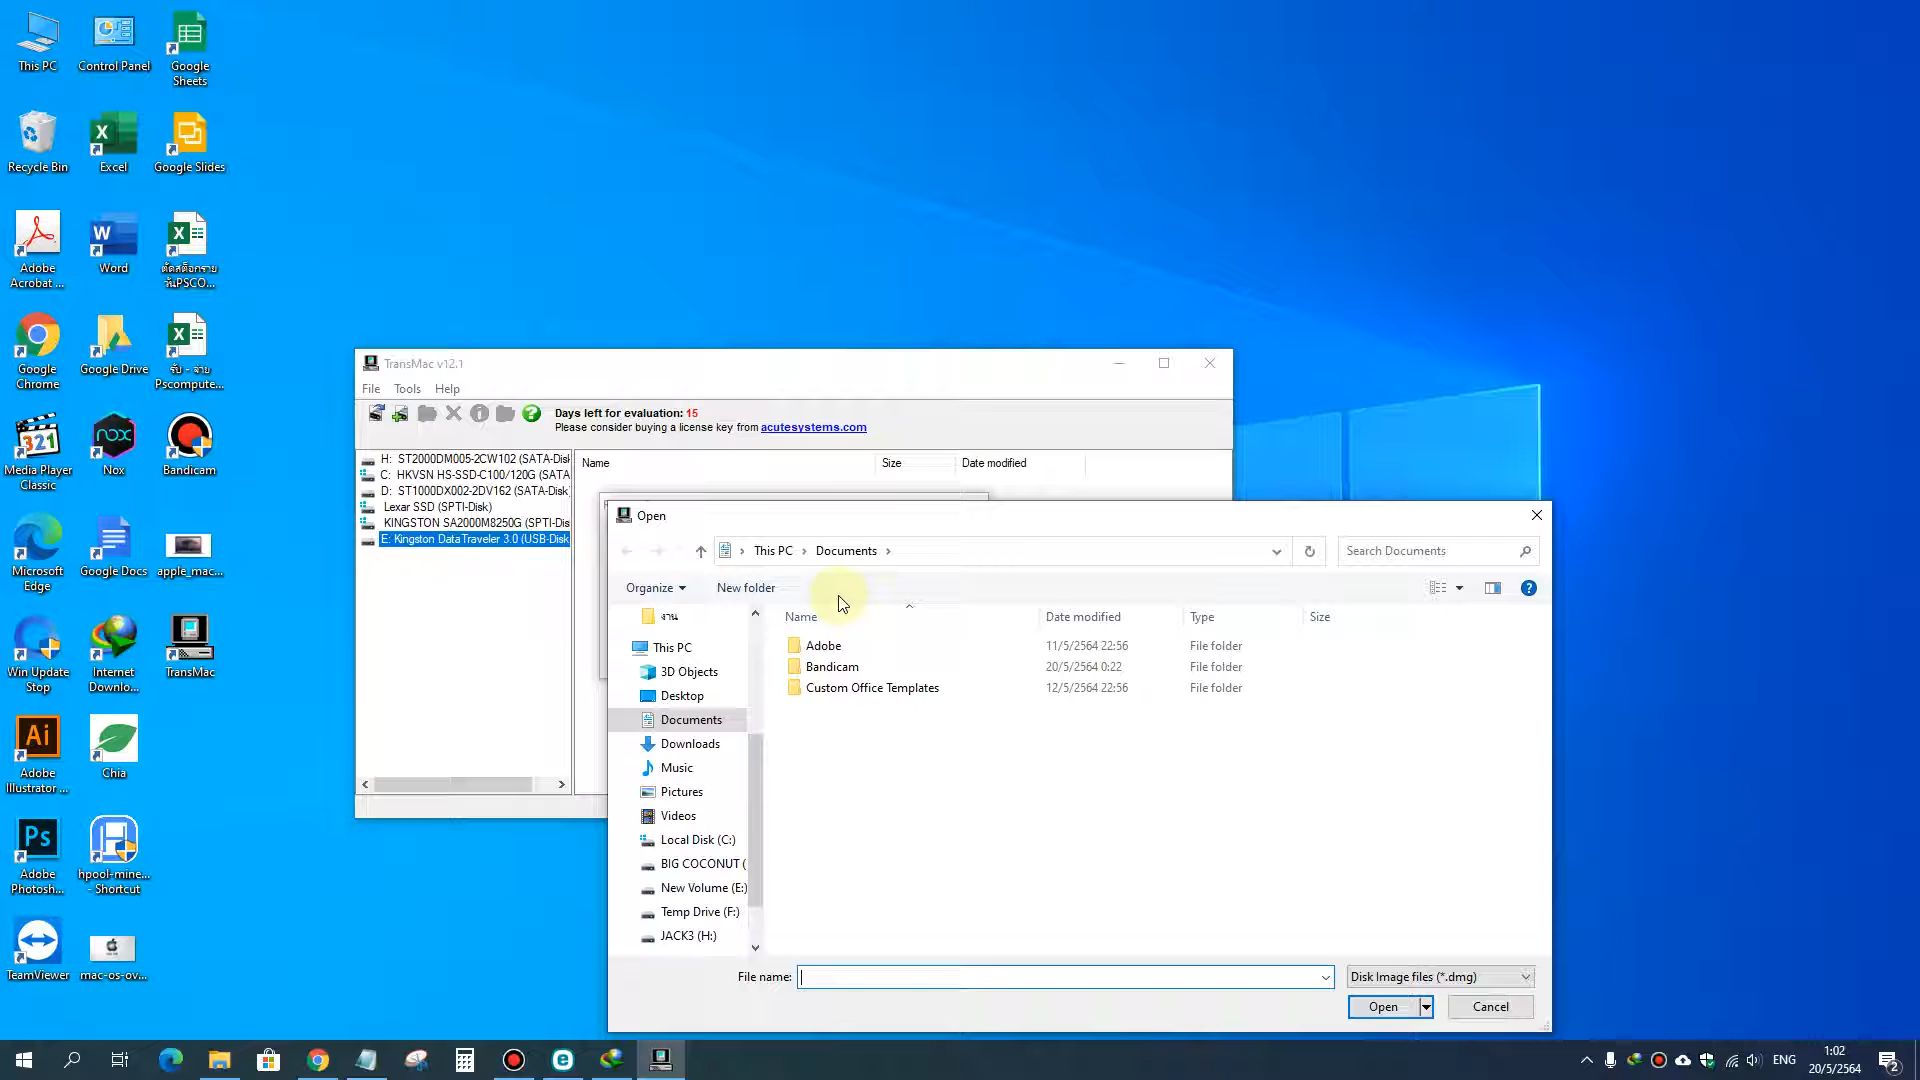 This PC
Control Panel
Google
Sheets
Recycle Bin
Excel
Google Slides
Adobe
Acrobat ...
Word
ตัดสต็อกราย
วันPSCO...
Google
Chrome
Google Drive
รับ - จ่าย
Pscompute...
Media Player
Classic
Nox
Bandicam
Microsoft
Edge
Google Docs
apple_mac...
Win Update
Stop
Internet
Downlo...
TransMac
Adobe
Illustrator ...
Chia
Adobe
Photosh...
hpool-mine...
- Shortcut
TeamViewer
mac-os-ov...
TransMac v12.1
File Tools Help
Days left for evaluation: 15
Please consider buying a license key from acutesystems.com
H: ST2000DM005-2CW102 (SATA-Disk
C: HKVSN HS-SSD-C100/120G (SATA
D: ST1000DX002-2DV162 (SATA-Disk
Lexar SSD (SPTI-Disk)
KINGSTON SA2000M8250G (SPTI-Dis
E: Kingston DataTraveler 3.0 (USB-Disk
Name Size Date modified
Open
This PC > Documents >
Search Documents
Organize New folder
Name Date modified Type Size
Adobe 11/5/2564 22:56 File folder
Bandicam 20/5/2564 0:22 File folder
Custom Office Templates 12/5/2564 22:56 File folder
งาน
This PC
3D Objects
Desktop
Documents
Downloads
Music
Pictures
Videos
Local Disk (C:)
BIG COCONUT (
New Volume (E:)
Temp Drive (F:)
JACK3 (H:)
File name:
Disk Image files (*.dmg)
Open Cancel
ENG
1:02
20/5/2564
2